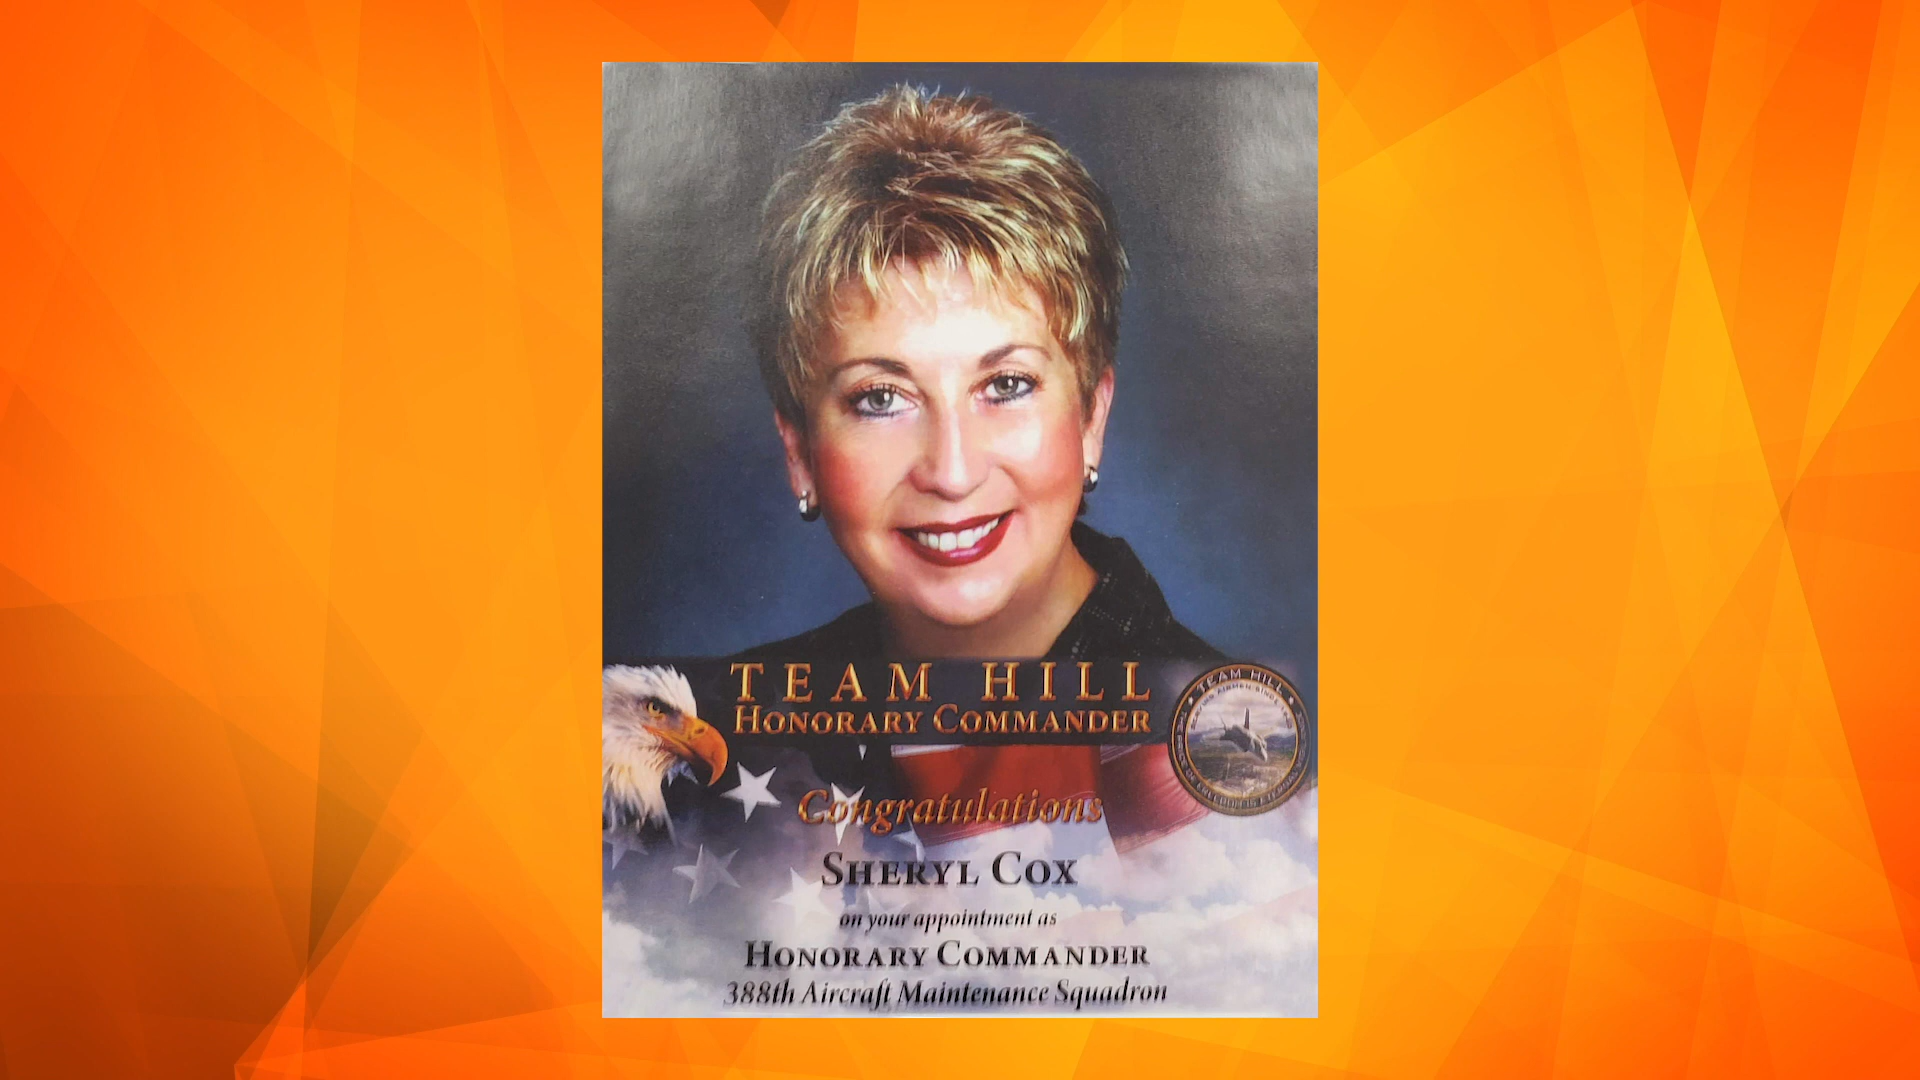 TEAM HILL
HONORARY COMMANDER
TEAM HILL
Congratulations
SHERYL COX
on your appointment as
HONORARY COMMANDER
388th Aircraft Maintenance Squadron